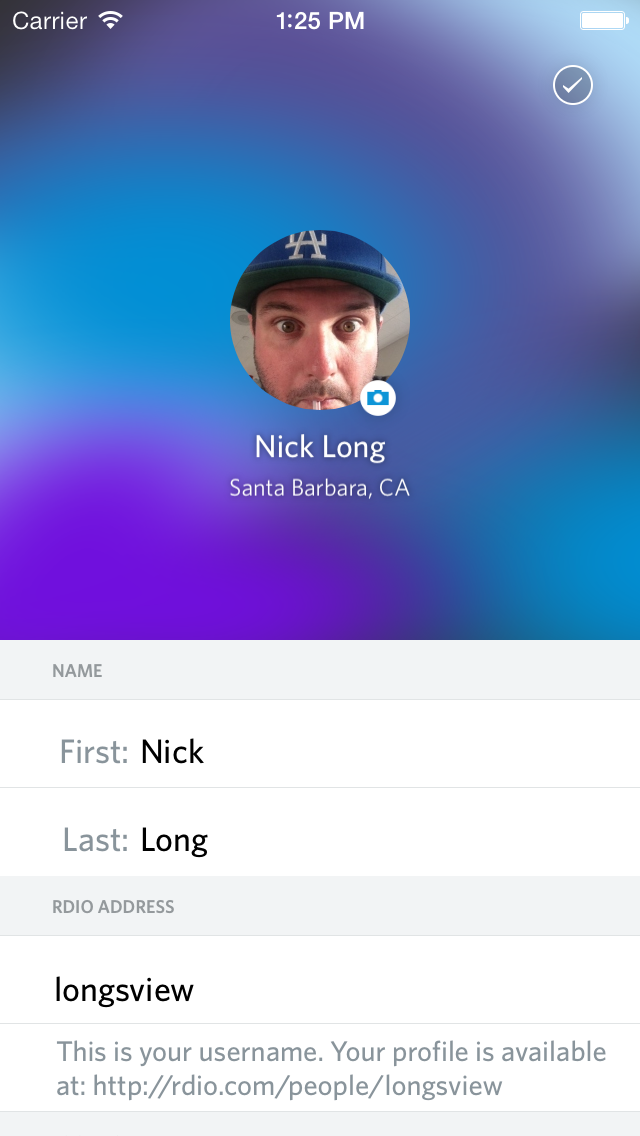 Carrier 1:25 PM
LA
Nick Long
Santa Barbara, CA
NAME
First: Nick
Last: Long
RDIO ADDRESS
longsview
This is your username. Your profile is available
at: http://rdio.com/people/longsview